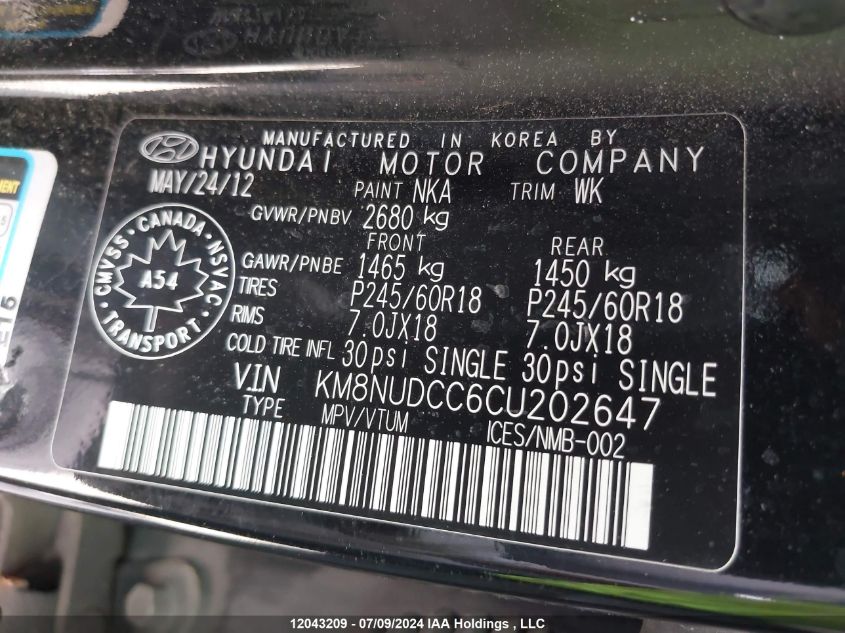 MANUFACTURED IN KOREA BY
HYUNDAI MOTOR COMPANY
MAY/24/12 PAINT NKA TRIM WK
GVWR/PNBV 2680 kg
FRONT REAR
GAWR/PNBE 1465 kg 1450 kg
TIRES P245/60R18 P245/60R18
RIMS 7.0JX18 7.0JX18
COLD TIRE INFL 30psi SINGLE 30psi SINGLE
VIN KM8NUDCC6CU202647
TYPE MPV/VTUM ICES/NMB-002
CMVSS · CANADA · NSVAC · TRANSPORT
A54
12043209 - 07/09/2024 IAA Holdings , LLC